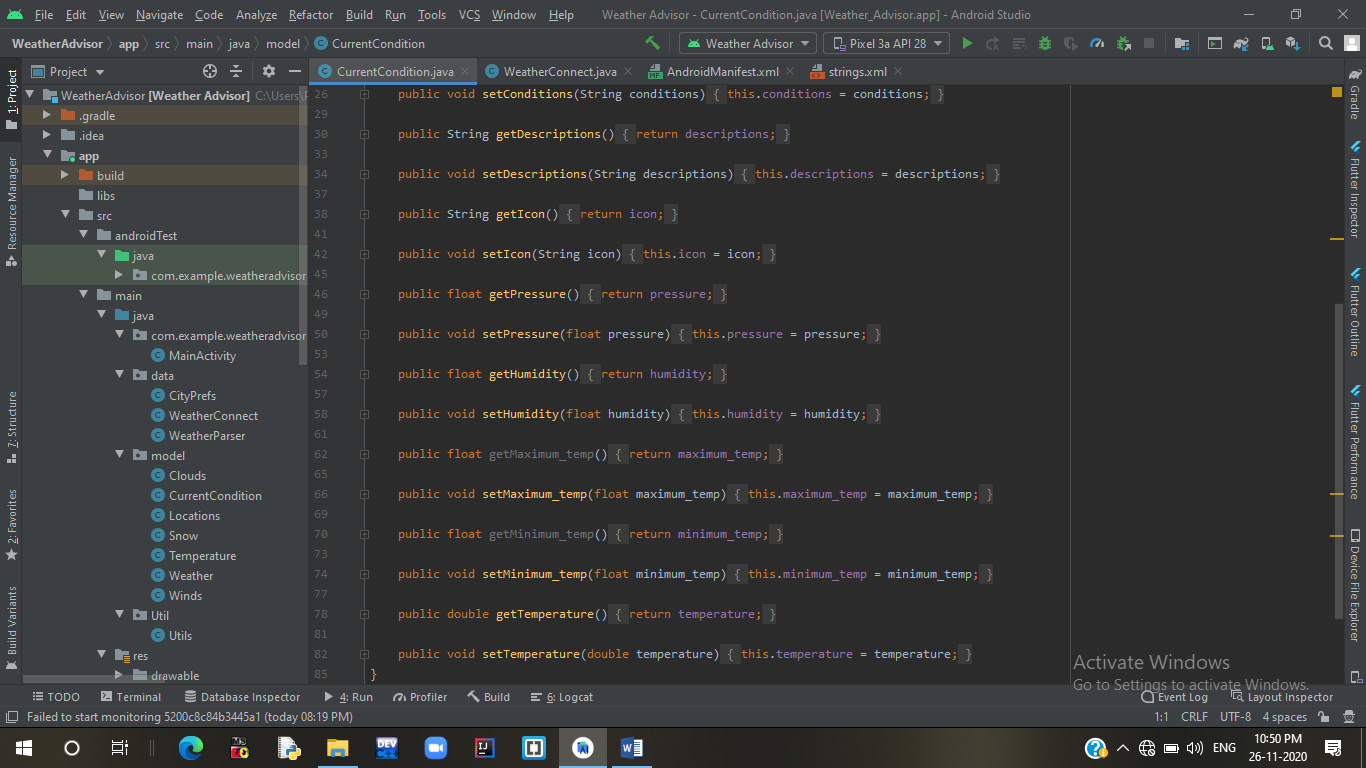 File Edit View Navigate Code Analyze Refactor Build Run Tools VCS Window Help Weather Advisor - CurrentCondition.java [Weather_Advisor.app] - Android Studio
WeatherAdvisor app src main java model CurrentCondition Weather Advisor Pixel 3a API 28
Project CurrentCondition.java WeatherConnect.java AndroidManifest.xml strings.xml
1: Project
Resource Manager
7: Structure
2: Favorites
Build Variants
WeatherAdvisor [Weather Advisor] C:\Users\
.gradle
.idea
app
build
libs
src
androidTest
java
com.example.weatheradvisor
main
java
com.example.weatheradvisor
MainActivity
data
CityPrefs
WeatherConnect
WeatherParser
model
Clouds
CurrentCondition
Locations
Snow
Temperature
Weather
Winds
Util
Utils
res
drawable
26 public void setConditions(String conditions) { this.conditions = conditions; }
29
30 public String getDescriptions() { return descriptions; }
33
34 public void setDescriptions(String descriptions) { this.descriptions = descriptions; }
37
38 public String getIcon() { return icon; }
41
42 public void setIcon(String icon) { this.icon = icon; }
45
46 public float getPressure() { return pressure; }
49
50 public void setPressure(float pressure) { this.pressure = pressure; }
53
54 public float getHumidity() { return humidity; }
57
58 public void setHumidity(float humidity) { this.humidity = humidity; }
61
62 public float getMaximum_temp() { return maximum_temp; }
65
66 public void setMaximum_temp(float maximum_temp) { this.maximum_temp = maximum_temp; }
69
70 public float getMinimum_temp() { return minimum_temp; }
73
74 public void setMinimum_temp(float minimum_temp) { this.minimum_temp = minimum_temp; }
77
78 public double getTemperature() { return temperature; }
81
82 public void setTemperature(double temperature) { this.temperature = temperature; }
85 }
Gradle
Flutter Inspector
Flutter Outline
Flutter Performance
Device File Explorer
Activate Windows
Go to Settings to activate Windows.
TODO Terminal Database Inspector 4: Run Profiler Build 6: Logcat Event Log Layout Inspector
Failed to start monitoring 5200c8c84b3445a1 (today 08:19 PM) 1:1 CRLF UTF-8 4 spaces
ENG 10:50 PM
26-11-2020